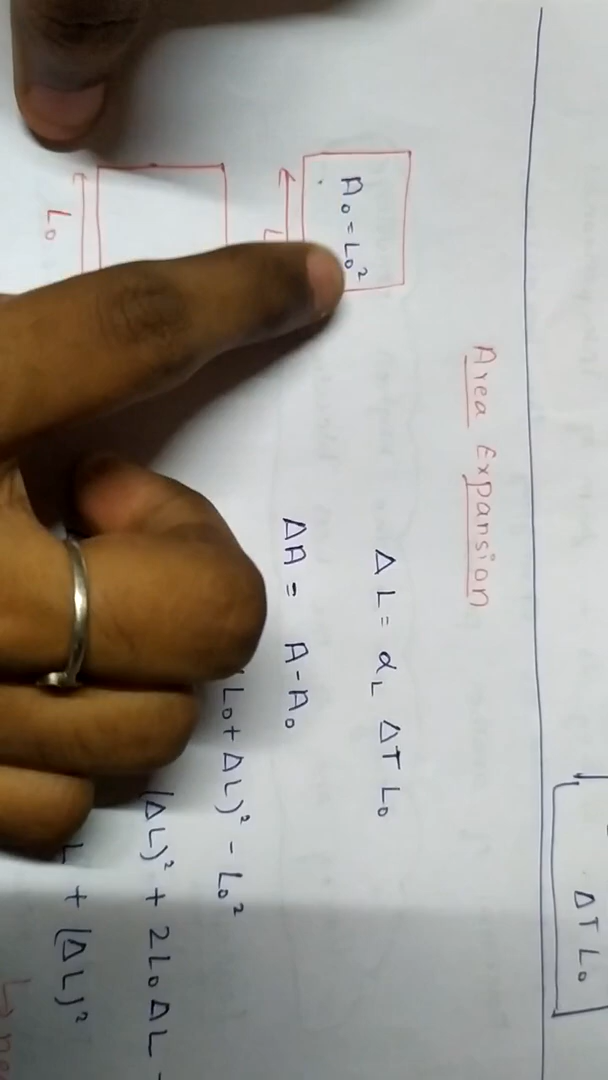 ΔT L₀
Area Expansion
A₀ = L₀²
ΔL = α_L ΔT L₀
ΔA = A - A₀
L₀ + ΔL)² - L₀²
L₀
(ΔL)² + 2L₀ΔL -
L + (ΔL)²